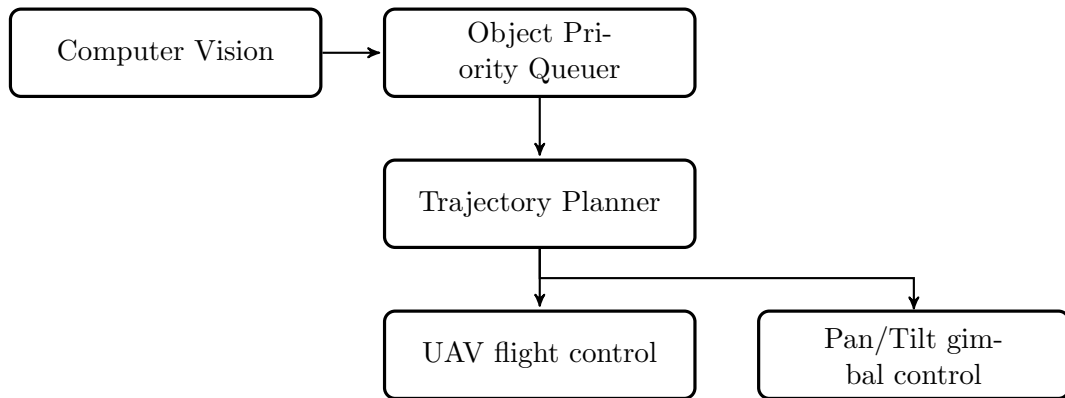 Computer Vision
Object Pri-
ority Queuer
Trajectory Planner
UAV flight control
Pan/Tilt gim-
bal control